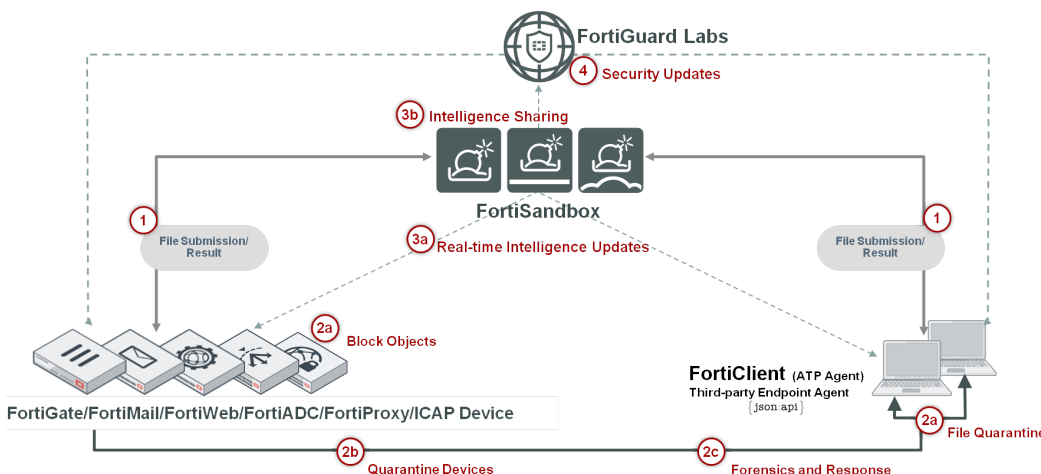 FortiGuard Labs
4
Security Updates
3b
Intelligence Sharing
FortiSandbox
1
File Submission/
Result
1
File Submission/
Result
3a
Real-time Intelligence Updates
2a
Block Objects
FortiClient (ATP Agent)
Third-party Endpoint Agent
{json:api}
FortiGate/FortiMail/FortiWeb/FortiADC/FortiProxy/ICAP Device
2a
File Quarantine
2b
Quarantine Devices
2c
Forensics and Response